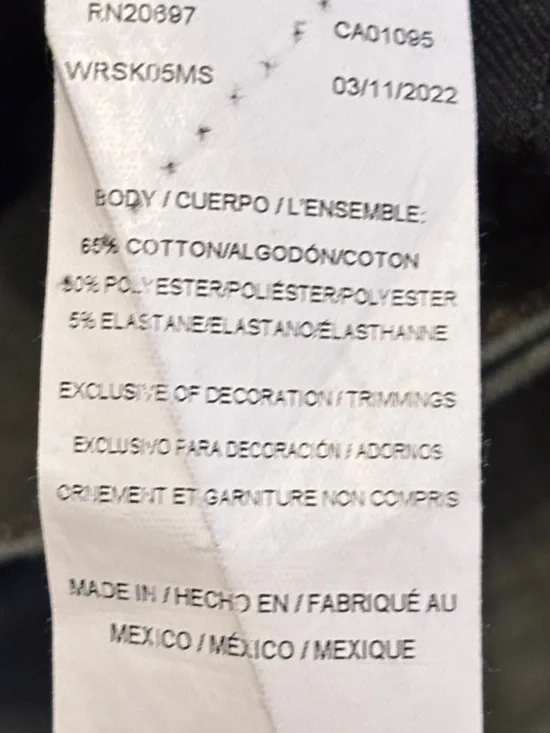 RN20697
CA01095
WRSK05MS
03/11/2022
BODY / CUERPO / L'ENSEMBLE:
65% COTTON/ALGODÓN/COTON
30% POLYESTER/POLIÉSTER/POLYESTER
5% ELASTANE/ELASTANO/ÉLASTHANNE
EXCLUSIVE OF DECORATION / TRIMMINGS
EXCLUSIVO PARA DECORACIÓN / ADORNOS
ORNEMENT ET GARNITURE NON COMPRIS
MADE IN / HECHO EN / FABRIQUÉ AU
MEXICO / MÉXICO / MEXIQUE